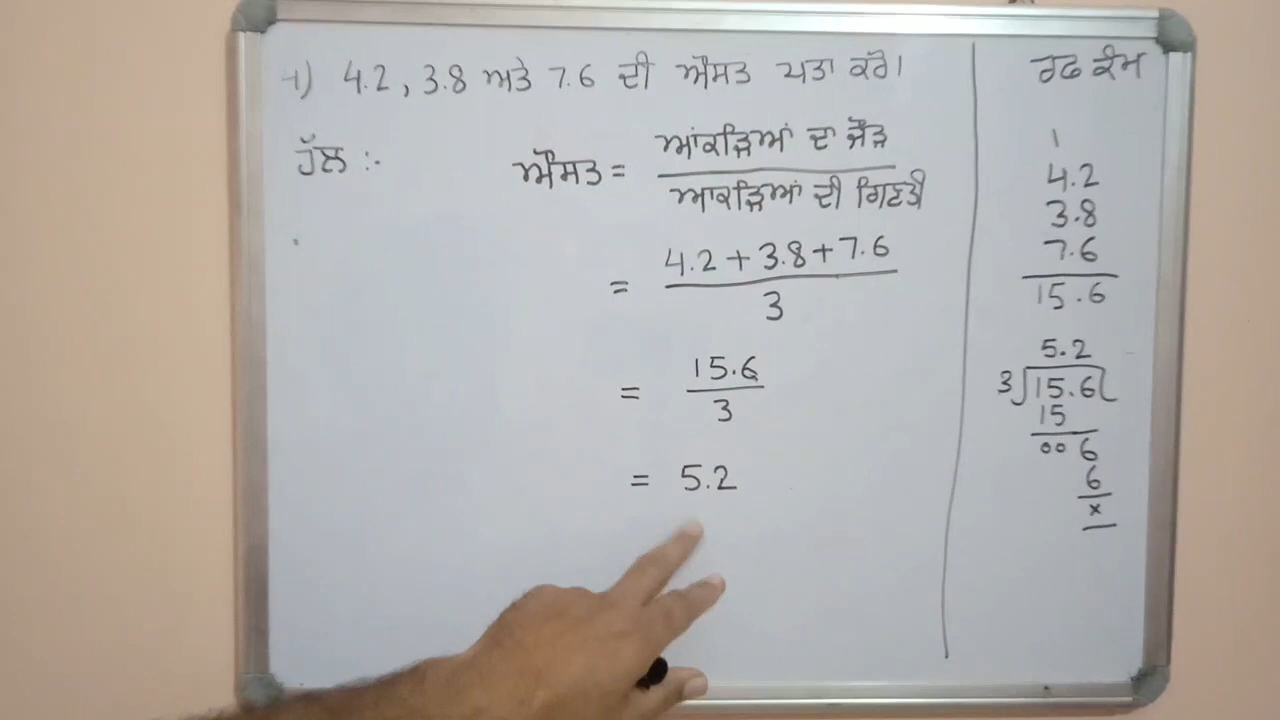 1) 4.2, 3.8 ਅਤੇ 7.6 ਦੀ ਔਸਤ ਪਤਾ ਕਰੋ।
ਹੱਲ :-
ਔਸਤ = ਆਂਕੜਿਆਂ ਦਾ ਜੋੜ
ਆਕੜਿਆਂ ਦੀ ਗਿਣਤੀ
= 4.2 + 3.8 + 7.6
3
= 15.6
3
= 5.2
ਰਫ ਕੰਮ
1
4.2
3.8
7.6
15.6
5.2
3 15.6
15
006
6
×